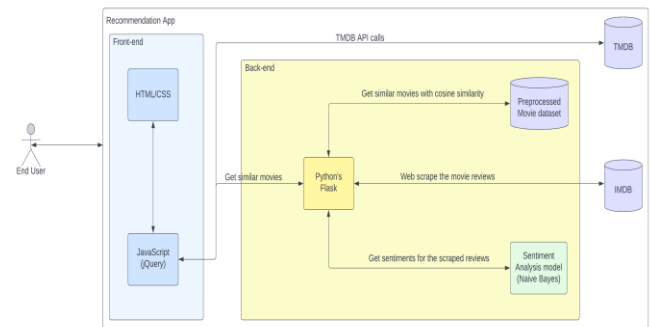 Recommendation App
Front-end
TMDB API calls
TMDB
Back-end
HTML/CSS
Get similar movies with cosine similarity
Preprocessed
Movie dataset
End User
Get similar movies
Python's
Flask
Web scrape the movie reviews
IMDB
JavaScript
(jQuery)
Get sentiments for the scraped reviews
Sentiment
Analysis model
(Naive Bayes)